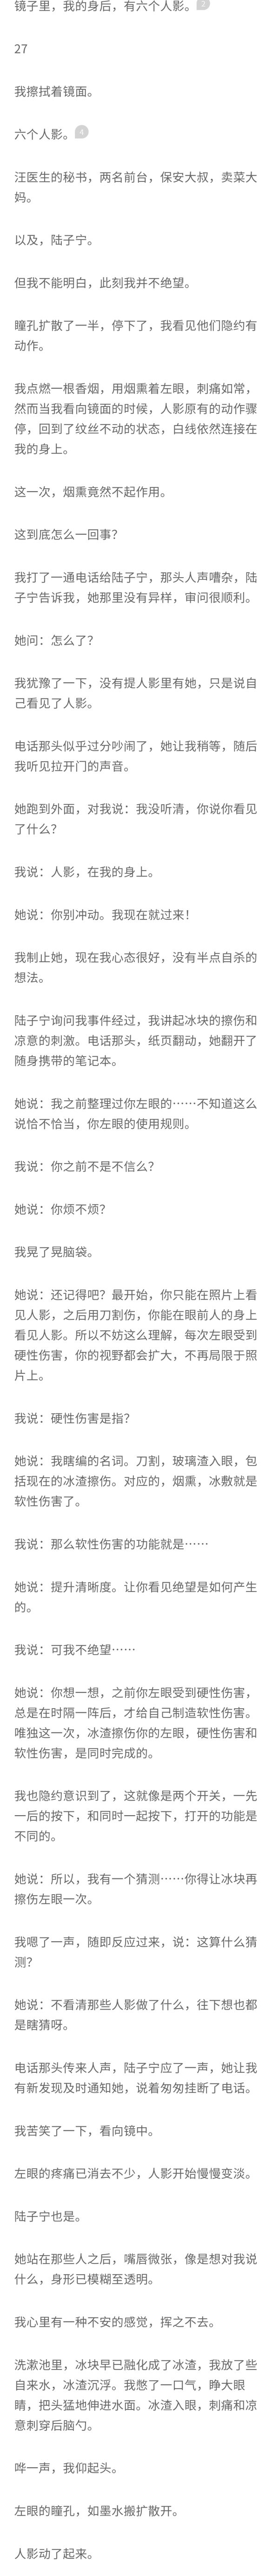 镜子里，我的身后，有六个人影。
27
我擦拭着镜面。
六个人影。
汪医生的秘书，两名前台，保安大叔，卖菜大
妈。
以及，陆子宁。
但我不能明白，此刻我并不绝望。
瞳孔扩散了一半，停下了，我看见他们隐约有
动作。
我点燃一根香烟，用烟熏着左眼，刺痛如常，
然而当我看向镜面的时候，人影原有的动作骤
停，回到了纹丝不动的状态，白线依然连接在
我的身上。
这一次，烟熏竟然不起作用。
这到底怎么一回事？
我打了一通电话给陆子宁，那头人声嘈杂，陆
子宁告诉我，她那里没有异样，审问很顺利。
她问：怎么了？
我犹豫了一下，没有提人影里有她，只是说自
己看见了人影。
电话那头似乎过分吵闹了，她让我稍等，随后
我听见拉开门的声音。
她跑到外面，对我说：我没听清，你说你看见
了什么？
我说：人影，在我的身上。
她说：你别冲动。我现在就过来！
我制止她，现在我心态很好，没有半点自杀的
想法。
陆子宁询问我事件经过，我讲起冰块的擦伤和
凉意的刺激。电话那头，纸页翻动，她翻开了
随身携带的笔记本。
她说：我之前整理过你左眼的……不知道这么
说恰不恰当，你左眼的使用规则。
我说：你之前不是不信么？
她说：你烦不烦？
我晃了晃脑袋。
她说：还记得吧？最开始，你只能在照片上看
见人影，之后用刀割伤，你能在眼前人的身上
看见人影。所以不妨这么理解，每次左眼受到
硬性伤害，你的视野都会扩大，不再局限于照
片上。
我说：硬性伤害是指？
她说：我瞎编的名词。刀割，玻璃渣入眼，包
括现在的冰渣擦伤。对应的，烟熏，冰敷就是
软性伤害了。
我说：那么软性伤害的功能就是……
她说：提升清晰度。让你看见绝望是如何产生
的。
我说：可我不绝望……
她说：你想一想，之前你左眼受到硬性伤害，
总是在时隔一阵后，才给自己制造软性伤害。
唯独这一次，冰渣擦伤你的左眼，硬性伤害和
软性伤害，是同时完成的。
我也隐约意识到了，这就像是两个开关，一先
一后的按下，和同时一起按下，打开的功能是
不同的。
她说：所以，我有一个猜测……你得让冰块再
擦伤左眼一次。
我嗯了一声，随即反应过来，说：这算什么猜
测？
她说：不看清那些人影做了什么，往下想也都
是瞎猜呀。
电话那头传来人声，陆子宁应了一声，她让我
有新发现及时通知她，说着匆匆挂断了电话。
我苦笑了一下，看向镜中。
左眼的疼痛已消去不少，人影开始慢慢变淡。
陆子宁也是。
她站在那些人之后，嘴唇微张，像是想对我说
什么，身形已模糊至透明。
我心里有一种不安的感觉，挥之不去。
洗漱池里，冰块早已融化成了冰渣，我放了些
自来水，冰渣沉浮。我憋了一口气，睁大眼
睛，把头猛地伸进水面。冰渣入眼，刺痛和凉
意刺穿后脑勺。
哗一声，我仰起头。
左眼的瞳孔，如墨水搬扩散开。
人影动了起来。